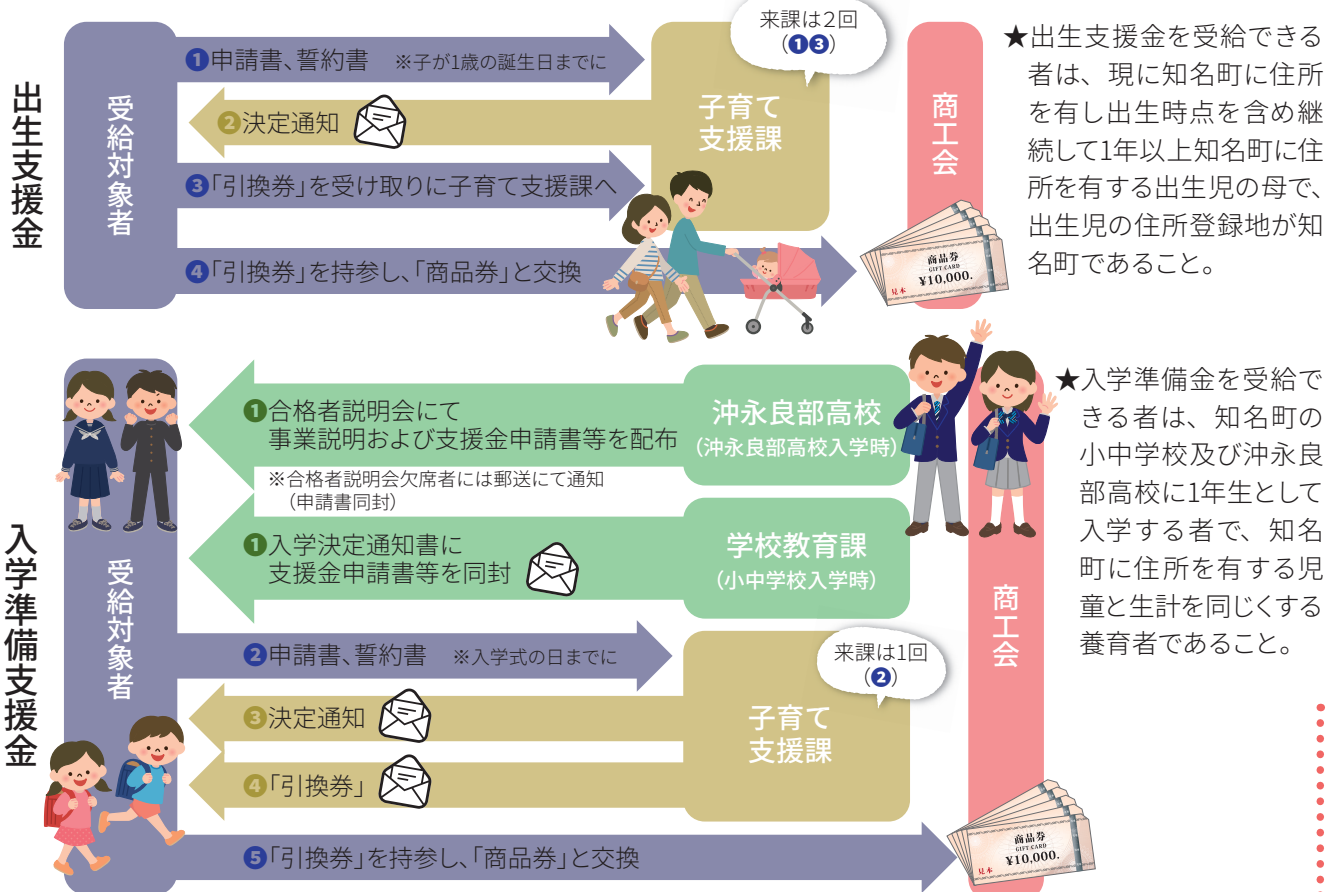 出生支援金
受給対象者
❶申請書、誓約書 ※子が1歳の誕生日までに
❷決定通知
❸「引換券」を受け取りに子育て支援課へ
❹「引換券」を持参し、「商品券」と交換
子育て
支援課
来課は2回
(❶❸)
商工会
商品券
GIFT CARD
¥10,000.
見本
★出生支援金を受給できる
者は、現に知名町に住所
を有し出生時点を含め継
続して1年以上知名町に住
所を有する出生児の母で、
出生児の住所登録地が知
名町であること。
入学準備支援金
受給対象者
❶合格者説明会にて
事業説明および支援金申請書等を配布
※合格者説明会欠席者には郵送にて通知
(申請書同封)
沖永良部高校
(沖永良部高校入学時)
❶入学決定通知書に
支援金申請書等を同封
学校教育課
(小中学校入学時)
❷申請書、誓約書 ※入学式の日までに
❸決定通知
❹「引換券」
❺「引換券」を持参し、「商品券」と交換
子育て
支援課
来課は1回
(❷)
商工会
商品券
GIFT CARD
¥10,000.
見本
★入学準備金を受給で
きる者は、知名町の
小中学校及び沖永良
部高校に1年生として
入学する者で、知名
町に住所を有する児
童と生計を同じくする
養育者であること。